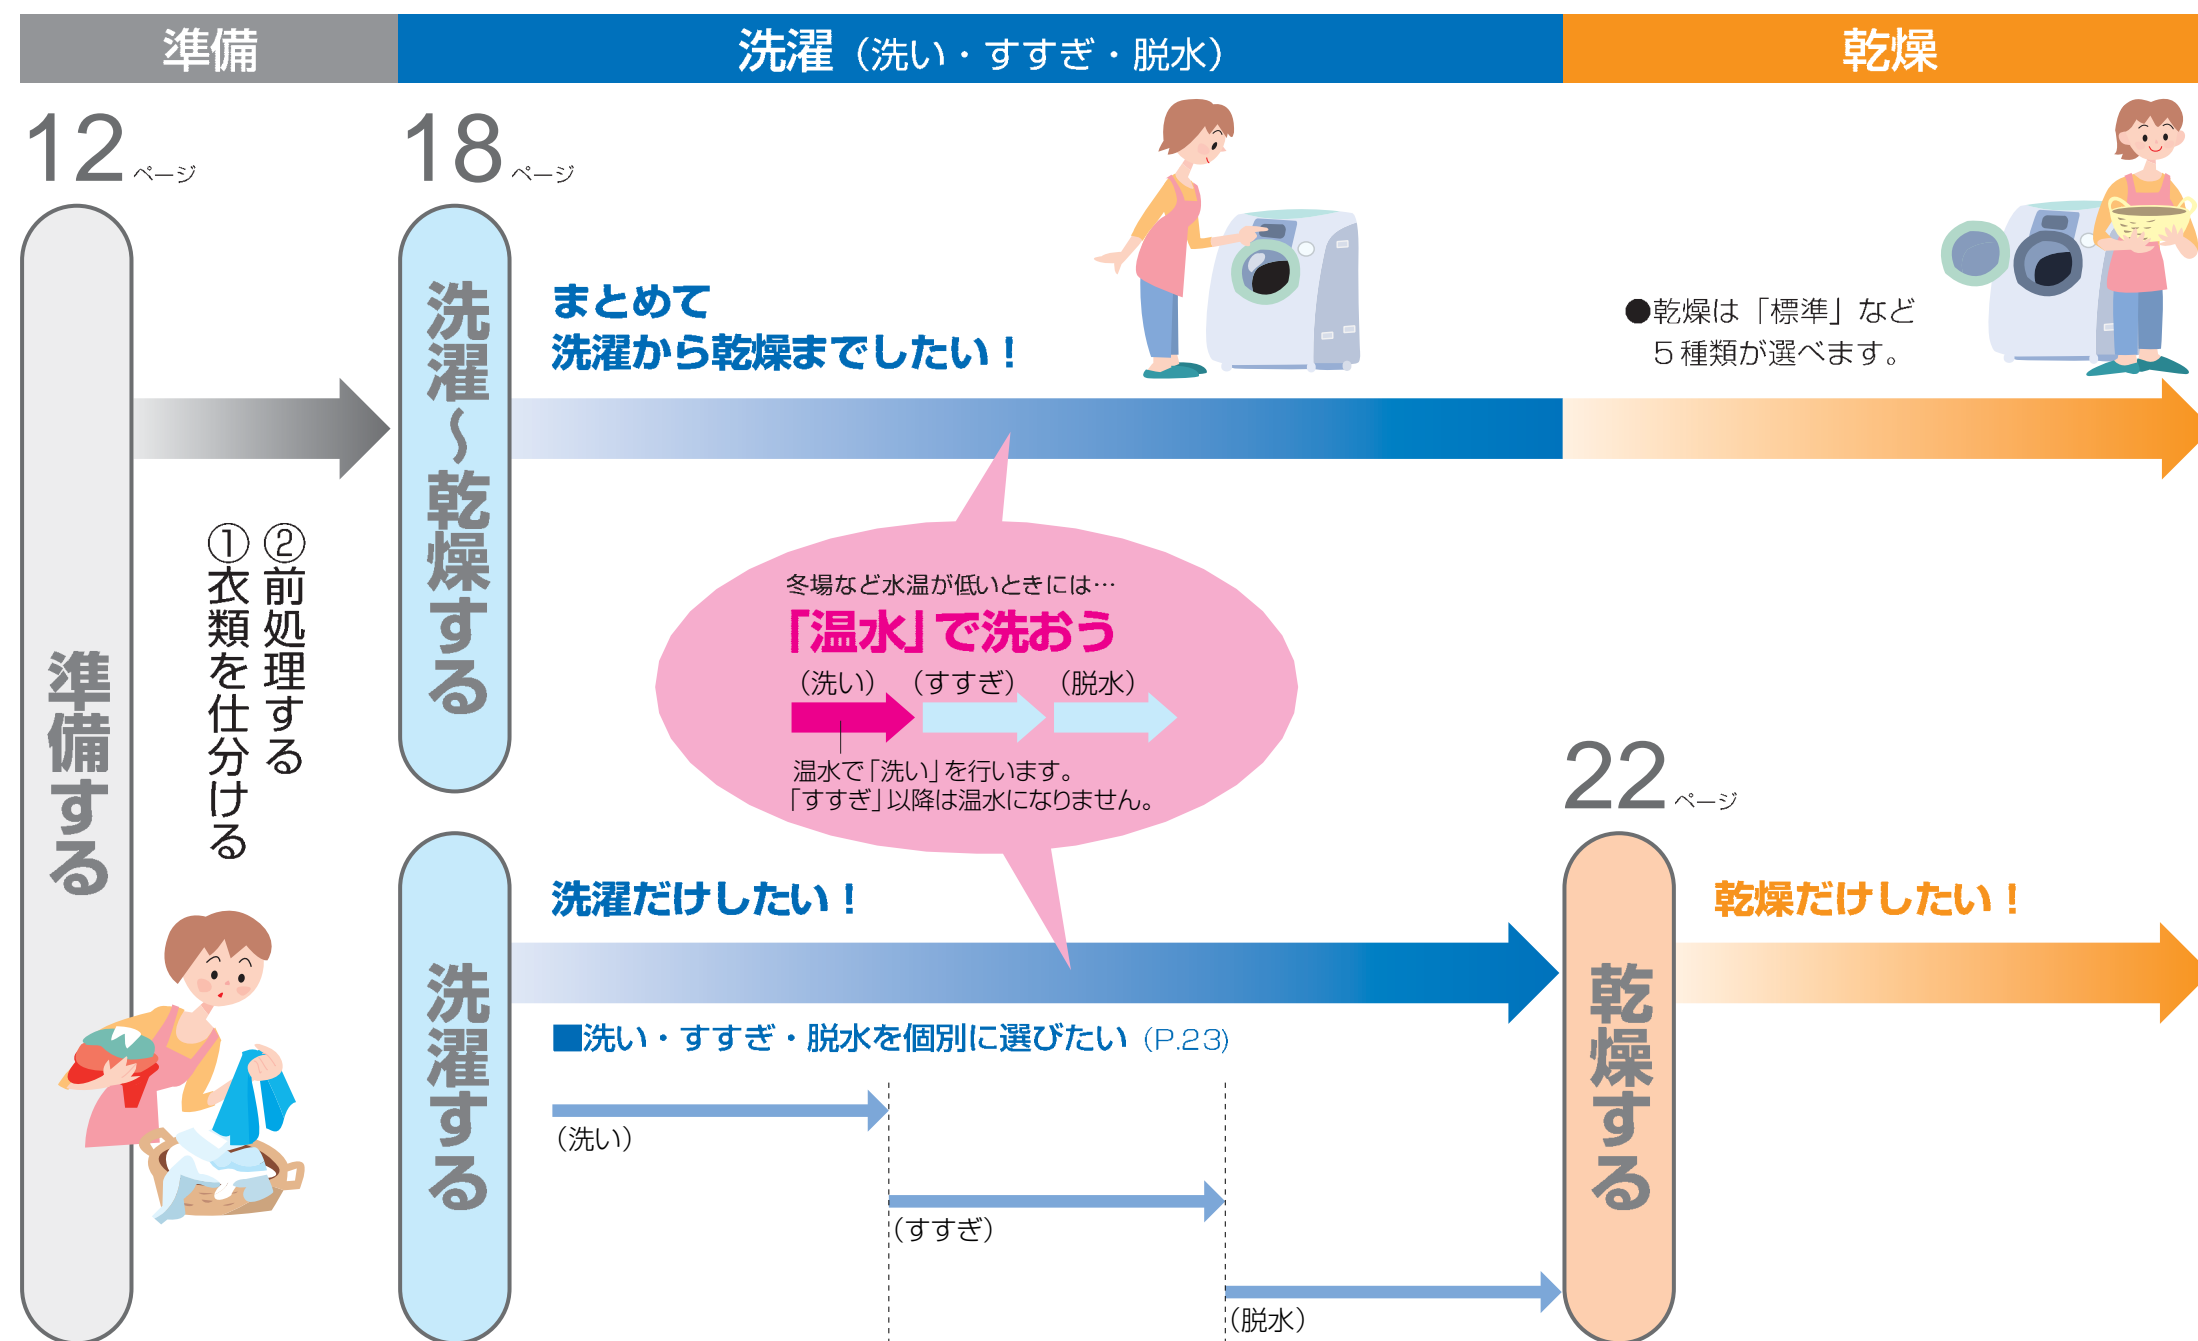 準備
洗濯（洗い・すすぎ・脱水）
乾燥
12ページ
準備する
①衣類を仕分ける
②前処理する
18ページ
洗濯～乾燥する
まとめて
洗濯から乾燥までしたい！
●乾燥は「標準」など
5種類が選べます。
冬場など水温が低いときには…
「温水」で洗おう
（洗い）（すすぎ）（脱水）
温水で「洗い」を行います。
「すすぎ」以降は温水になりません。
洗濯する
洗濯だけしたい！
■洗い・すすぎ・脱水を個別に選びたい（P.23）
（洗い）
（すすぎ）
（脱水）
22ページ
乾燥する
乾燥だけしたい！